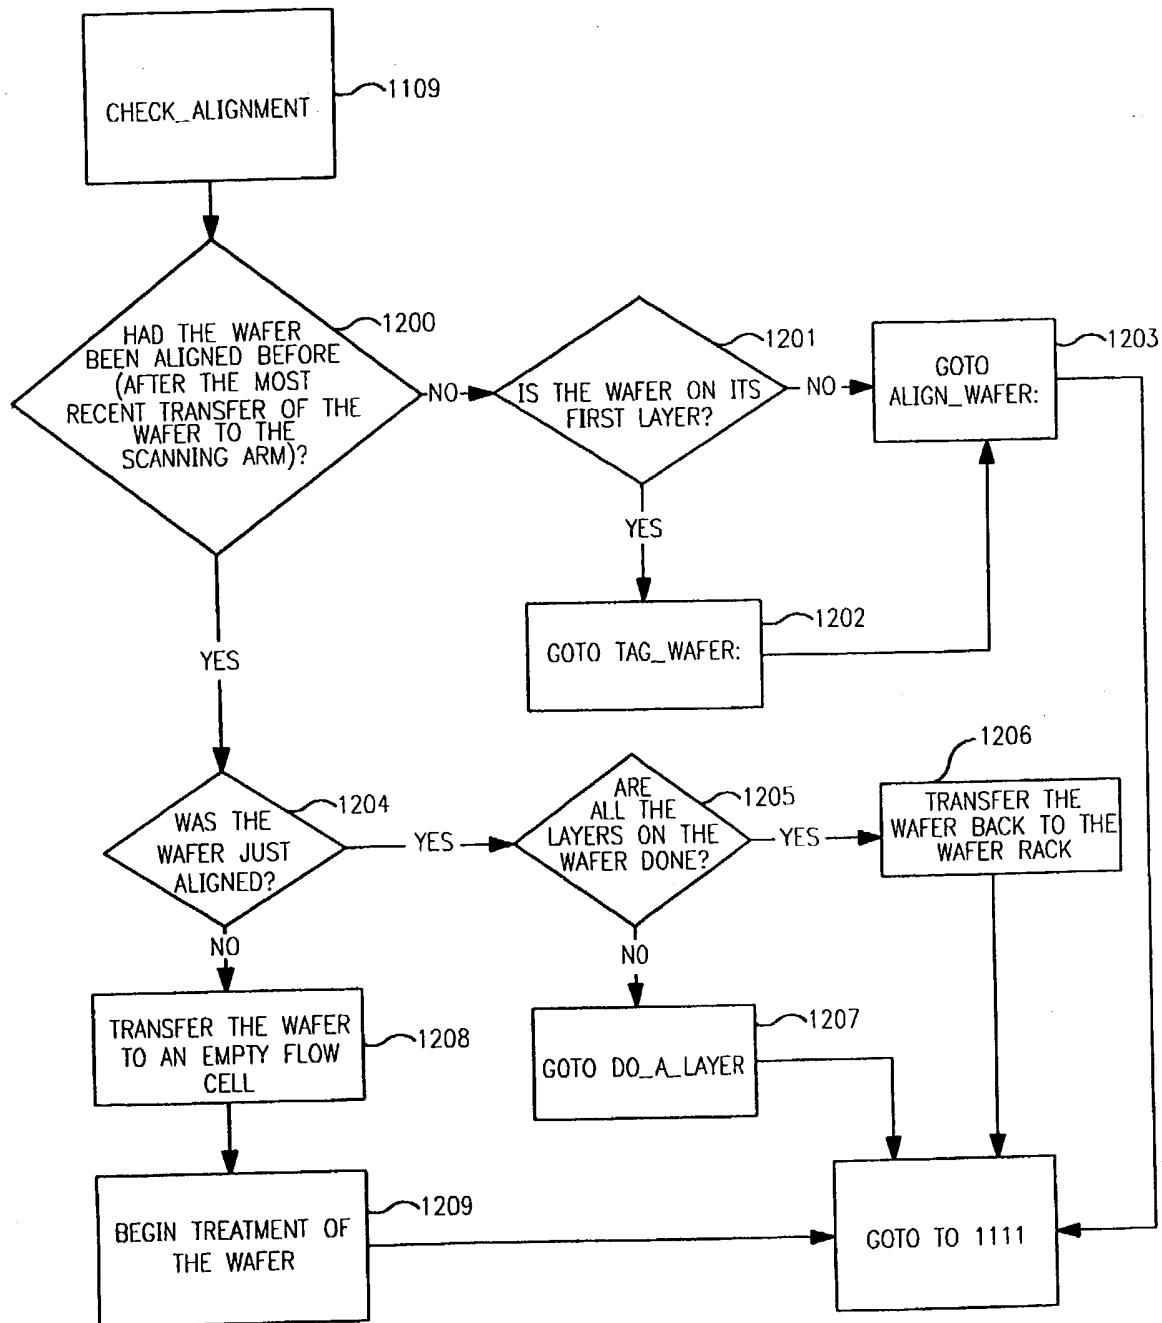 CHECK_ALIGNMENT
1109
HAD THE WAFER
BEEN ALIGNED BEFORE
(AFTER THE MOST
RECENT TRANSFER OF THE
WAFER TO THE
SCANNING ARM)?
1200
NO
IS THE WAFER ON ITS
FIRST LAYER?
1201
NO
GOTO
ALIGN_WAFER:
1203
YES
GOTO TAG_WAFER:
1202
YES
WAS THE
WAFER JUST
ALIGNED?
1204
YES
ARE
ALL THE
LAYERS ON THE
WAFER DONE?
1205
YES
TRANSFER THE
WAFER BACK TO THE
WAFER RACK
1206
NO
NO
TRANSFER THE WAFER
TO AN EMPTY FLOW
CELL
1208
GOTO DO_A_LAYER
1207
BEGIN TREATMENT OF
THE WAFER
1209
GOTO TO 1111